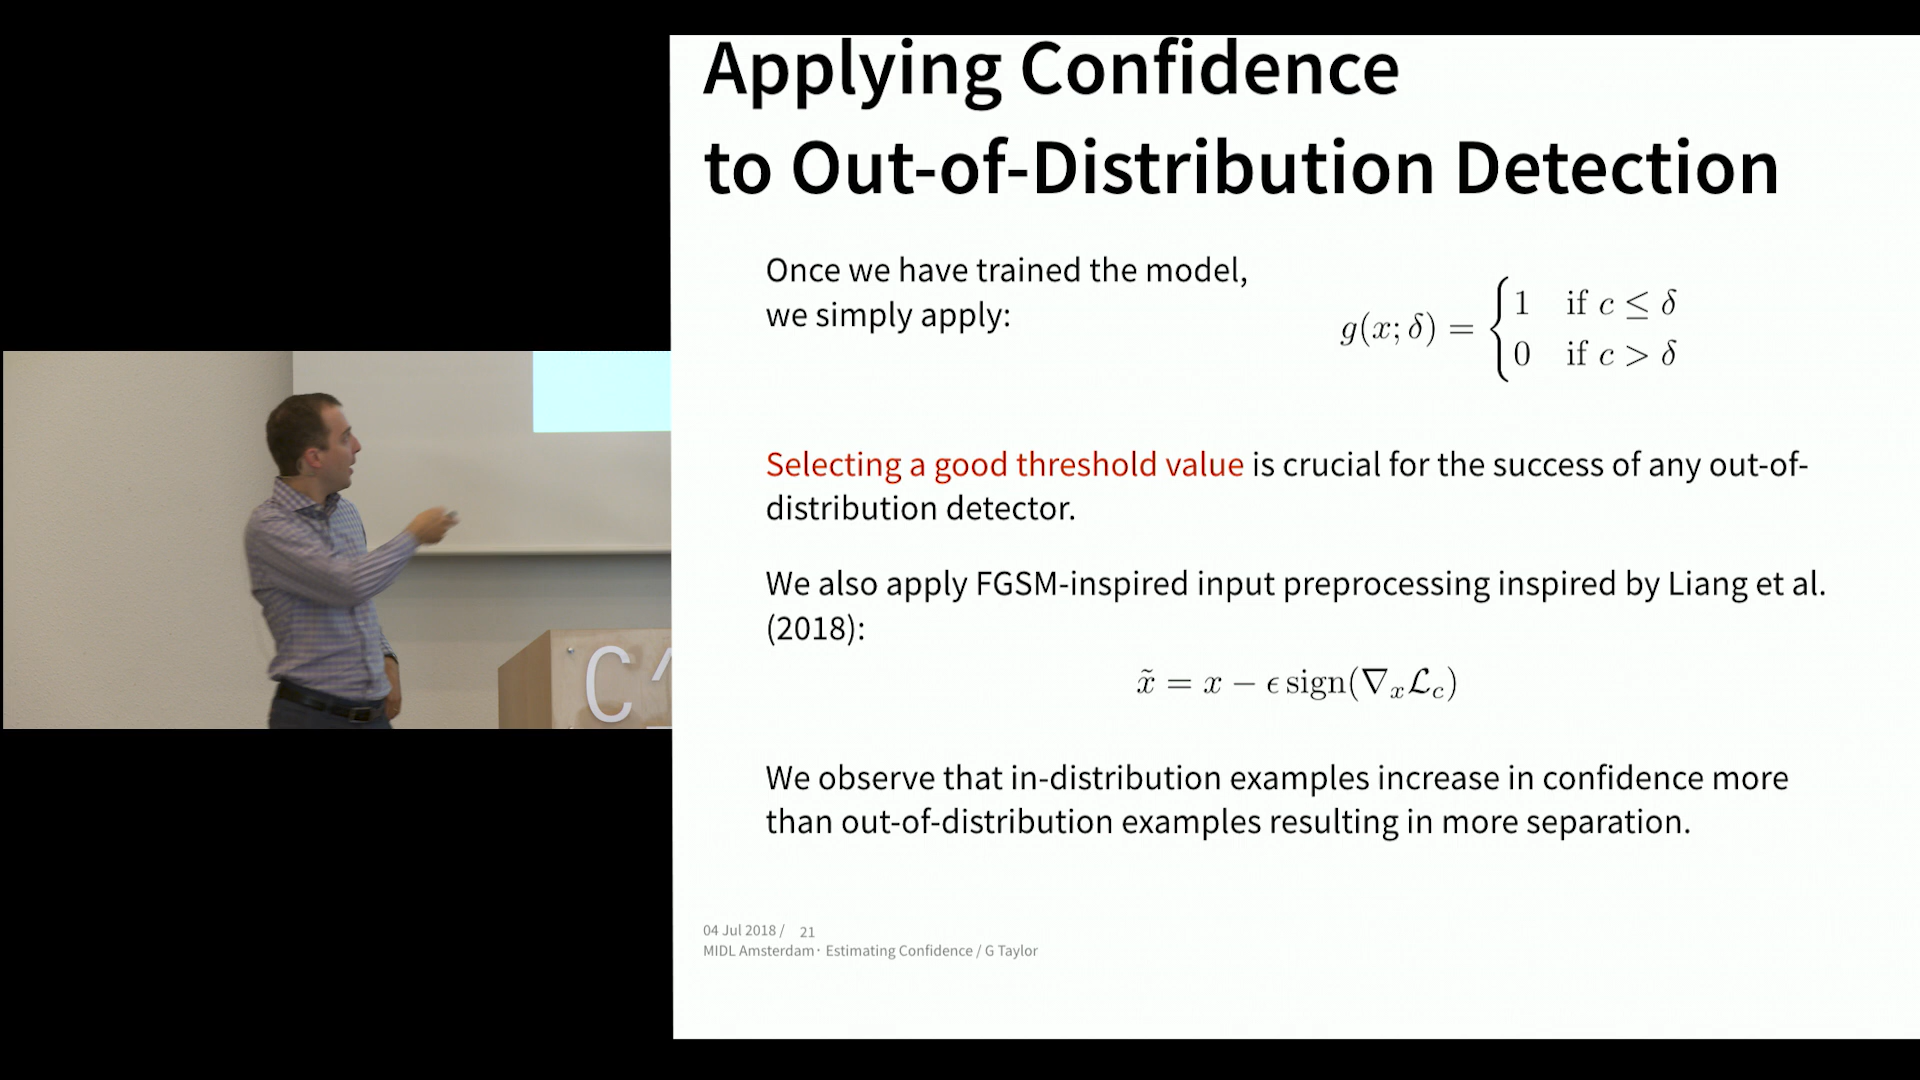 Applying Confidence
to Out-of-Distribution Detection
Once we have trained the model,
we simply apply:
g(x; δ) = { 1 if c ≤ δ
0 if c > δ
Selecting a good threshold value is crucial for the success of any out-of-
distribution detector.
We also apply FGSM-inspired input preprocessing inspired by Liang et al.
(2018):
x̃ = x − ϵ sign(∇ₓℒ_c)
We observe that in-distribution examples increase in confidence more
than out-of-distribution examples resulting in more separation.
04 Jul 2018 / 21
MIDL Amsterdam · Estimating Confidence / G Taylor
C